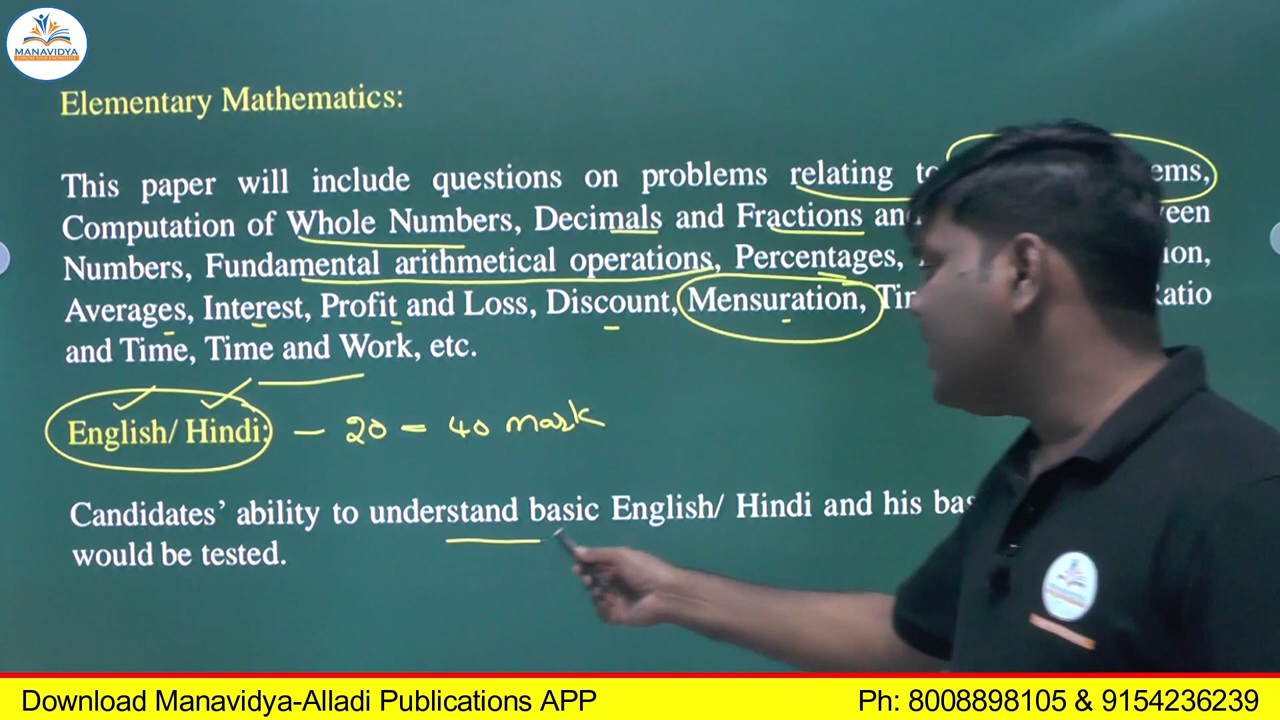 MANAVIDYA
Elementary Mathematics:
This paper will include questions on problems relating to ems,
Computation of Whole Numbers, Decimals and Fractions and
Numbers, Fundamental arithmetical operations, Percentages,
Averages, Interest, Profit and Loss, Discount, Mensuration, Ratio
and Time, Time and Work, etc.
English/ Hindi: – 20 = 40 mark
Candidates' ability to understand basic English/ Hindi and his
would be tested.
Download Manavidya-Alladi Publications APP Ph: 8008898105 & 9154236239